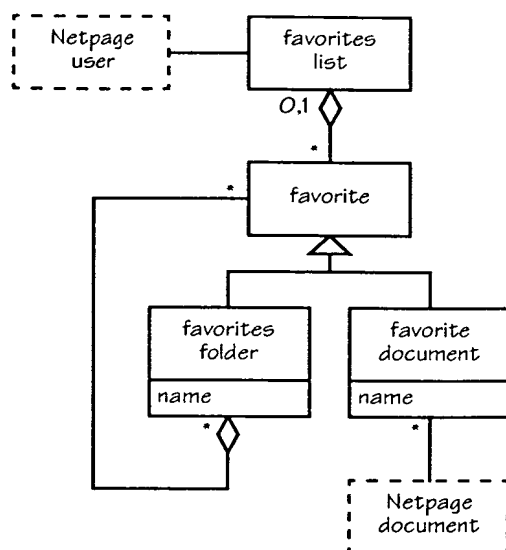 Netpage
user
favorites
list
0,1
*
*
favorite
favorites
folder
name
*
favorite
document
name
*
Netpage
document